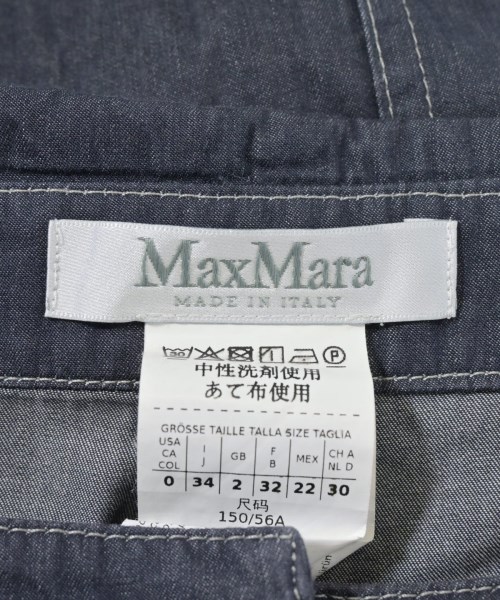 MaxMara
MADE IN ITALY
中性洗剤使用
あて布使用
GRÖSSE TAILLE TALLA SIZE TAGLIA
USA CA COL I J GB F B MEX CH A NL D
0 34 2 32 22 30
尺码
150/56A